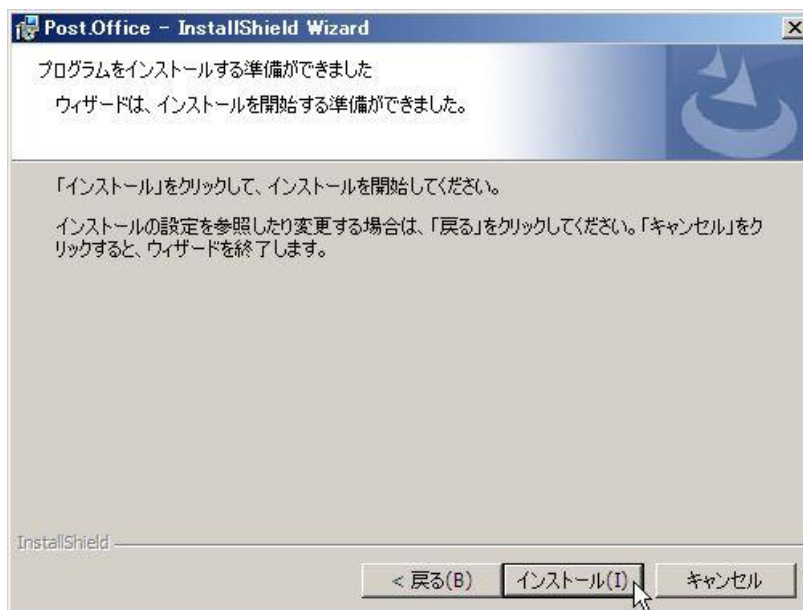 Post.Office - InstallShield Wizard
プログラムをインストールする準備ができました
ウィザードは、インストールを開始する準備ができました。
「インストール」をクリックして、インストールを開始してください。
インストールの設定を参照したり変更する場合は、「戻る」をクリックしてください。「キャンセル」をク
リックすると、ウィザードを終了します。
InstallShield
< 戻る(B) インストール(I) キャンセル